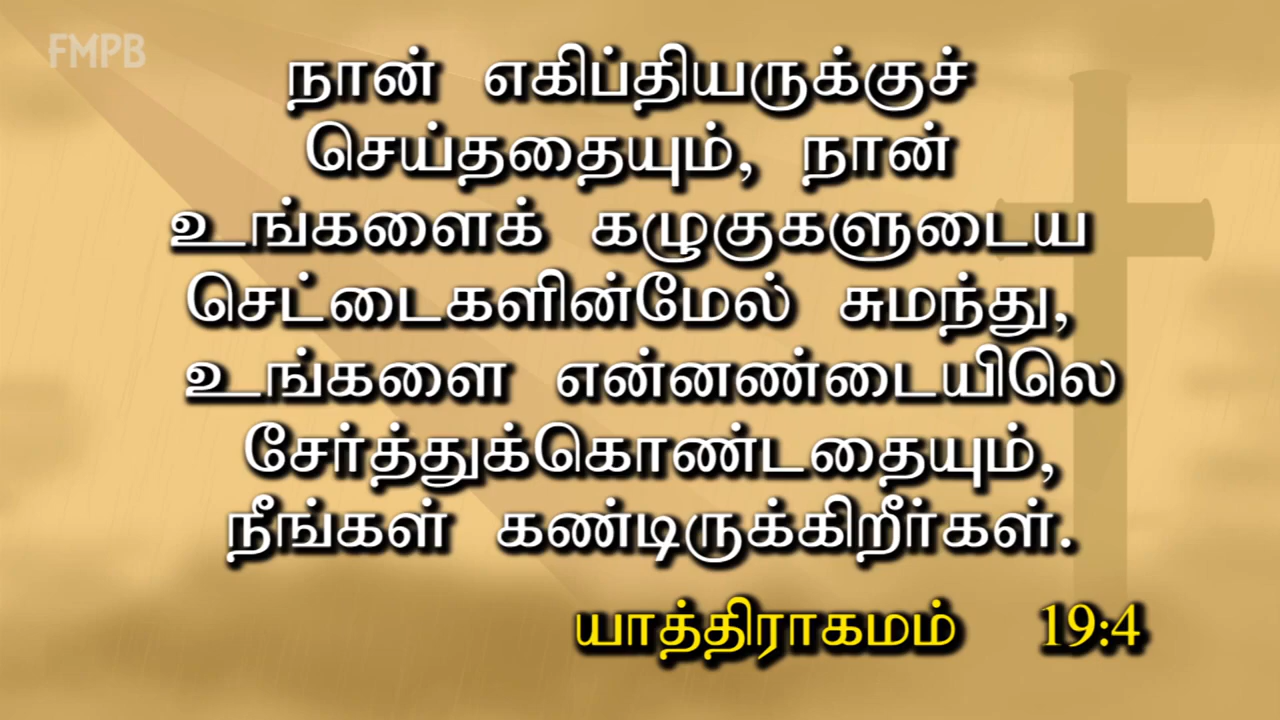 FMPB
நான் எகிப்தியருக்குச்
செய்ததையும், நான்
உங்களைக் கழுகுகளுடைய
செட்டைகளின்மேல் சுமந்து,
உங்களை என்னண்டையிலெ
சேர்த்துக்கொண்டதையும்,
நீங்கள் கண்டிருக்கிறீர்கள்.
யாத்திராகமம் 19:4